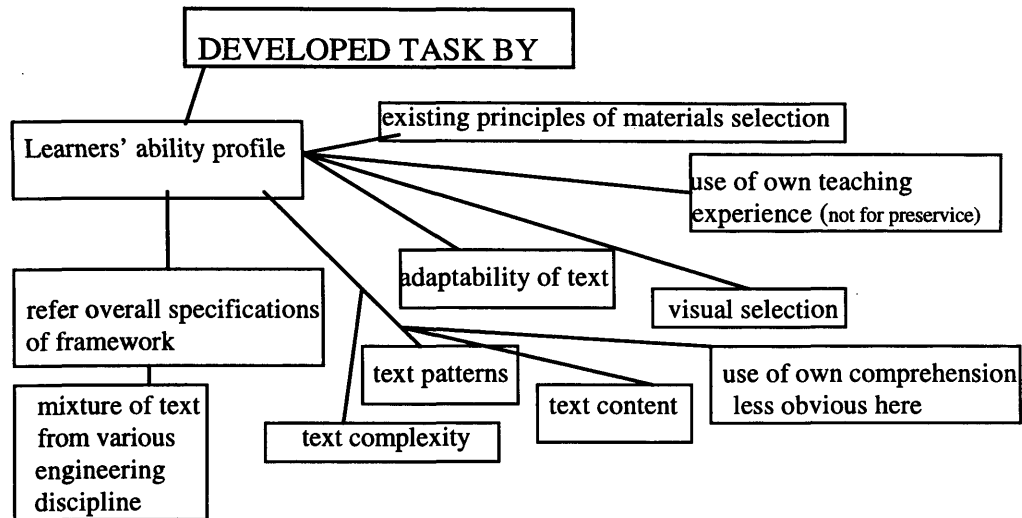 DEVELOPED TASK BY
existing principles of materials selection
Learners' ability profile
use of own teaching
experience (not for preservice)
adaptability of text
refer overall specifications
of framework
visual selection
text patterns
use of own comprehension
less obvious here
text content
mixture of text
from various
engineering
discipline
text complexity